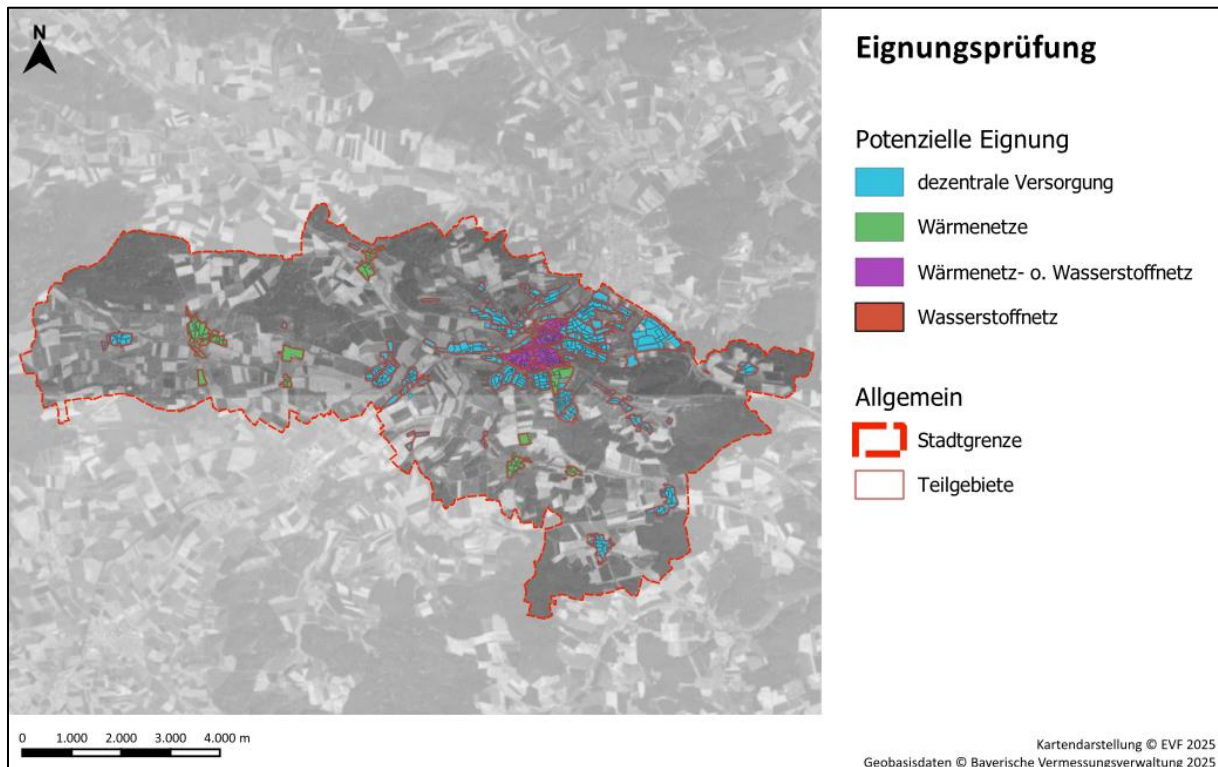 N
Eignungsprüfung
Potenzielle Eignung
dezentrale Versorgung
Wärmenetze
Wärmenetz- o. Wasserstoffnetz
Wasserstoffnetz
Allgemein
Stadtgrenze
Teilgebiete
0 1.000 2.000 3.000 4.000 m
Kartendarstellung © EVF 2025
Geobasisdaten © Bayerische Vermessungsverwaltung 2025